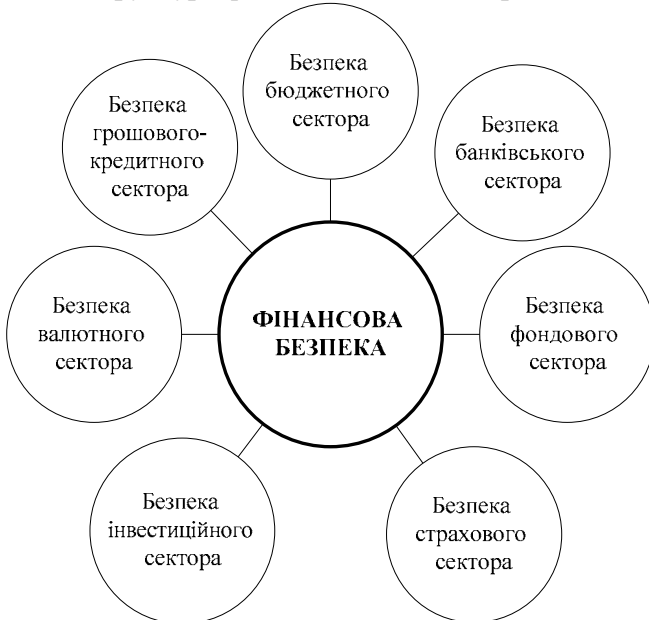 Безпека
бюджетного
сектора
Безпека
грошового-
кредитного
сектора
Безпека
банківського
сектора
Безпека
валютного
сектора
ФІНАНСОВА
БЕЗПЕКА
Безпека
фондового
сектора
Безпека
інвестиційного
сектора
Безпека
страхового
сектора